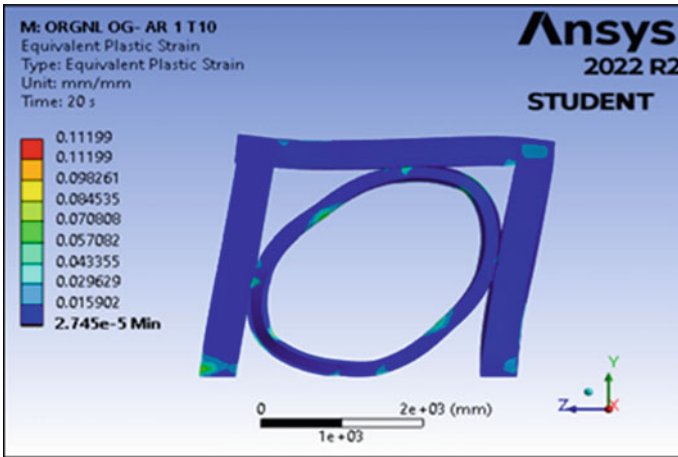 M: ORGNL OG- AR 1 T10
Equivalent Plastic Strain
Type: Equivalent Plastic Strain
Unit: mm/mm
Time: 20 s
Ansys
2022 R2
STUDENT
0.11199
0.11199
0.098261
0.084535
0.070808
0.057082
0.043355
0.029629
0.015902
2.745e-5 Min
0
2e+03 (mm)
1e+03
Y
Z
X